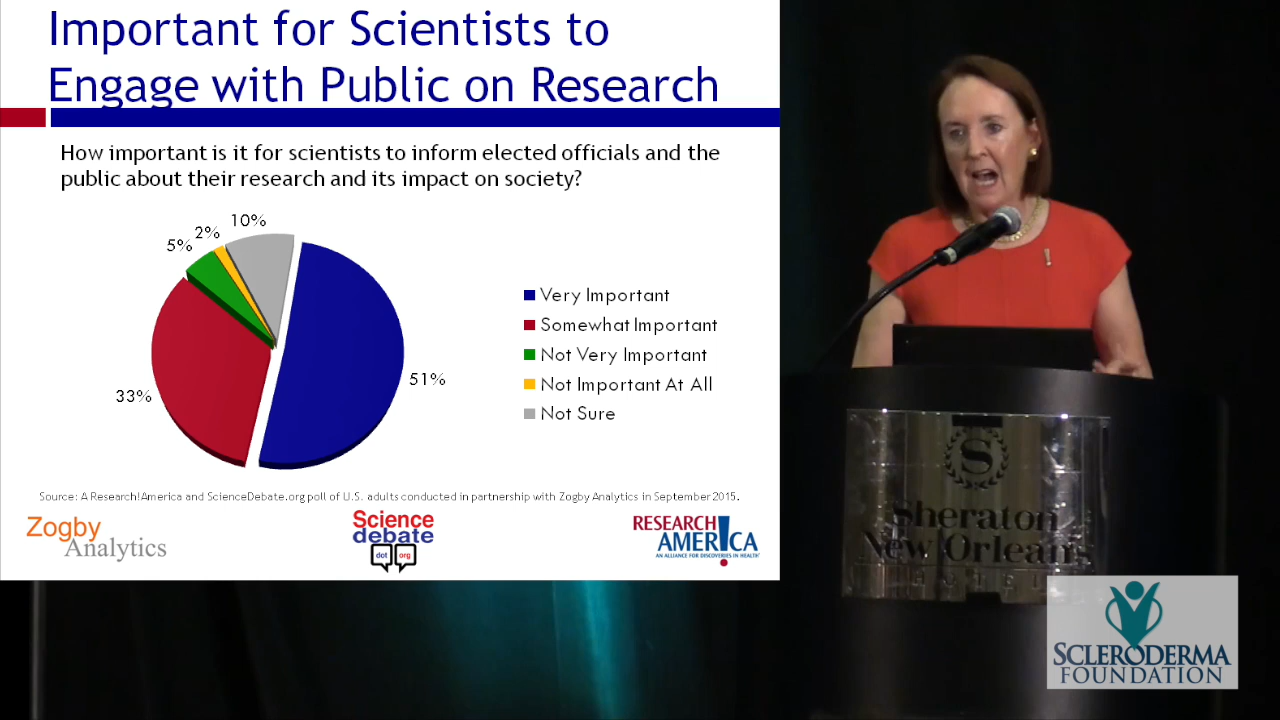 Important for Scientists to
Engage with Public on Research
How important is it for scientists to inform elected officials and the
public about their research and its impact on society?
10%
2%
5%
33%
51%
Very Important
Somewhat Important
Not Very Important
Not Important At All
Not Sure
Source: A Research!America and ScienceDebate.org poll of U.S. adults conducted in partnership with Zogby Analytics in September 2015.
Zogby
Analytics
Science
debate
dot org
RESEARCH
AMERICA
AN ALLIANCE FOR DISCOVERIES IN HEALTH
S
Sheraton
New Orleans
HOTEL
SCLERODERMA
FOUNDATION